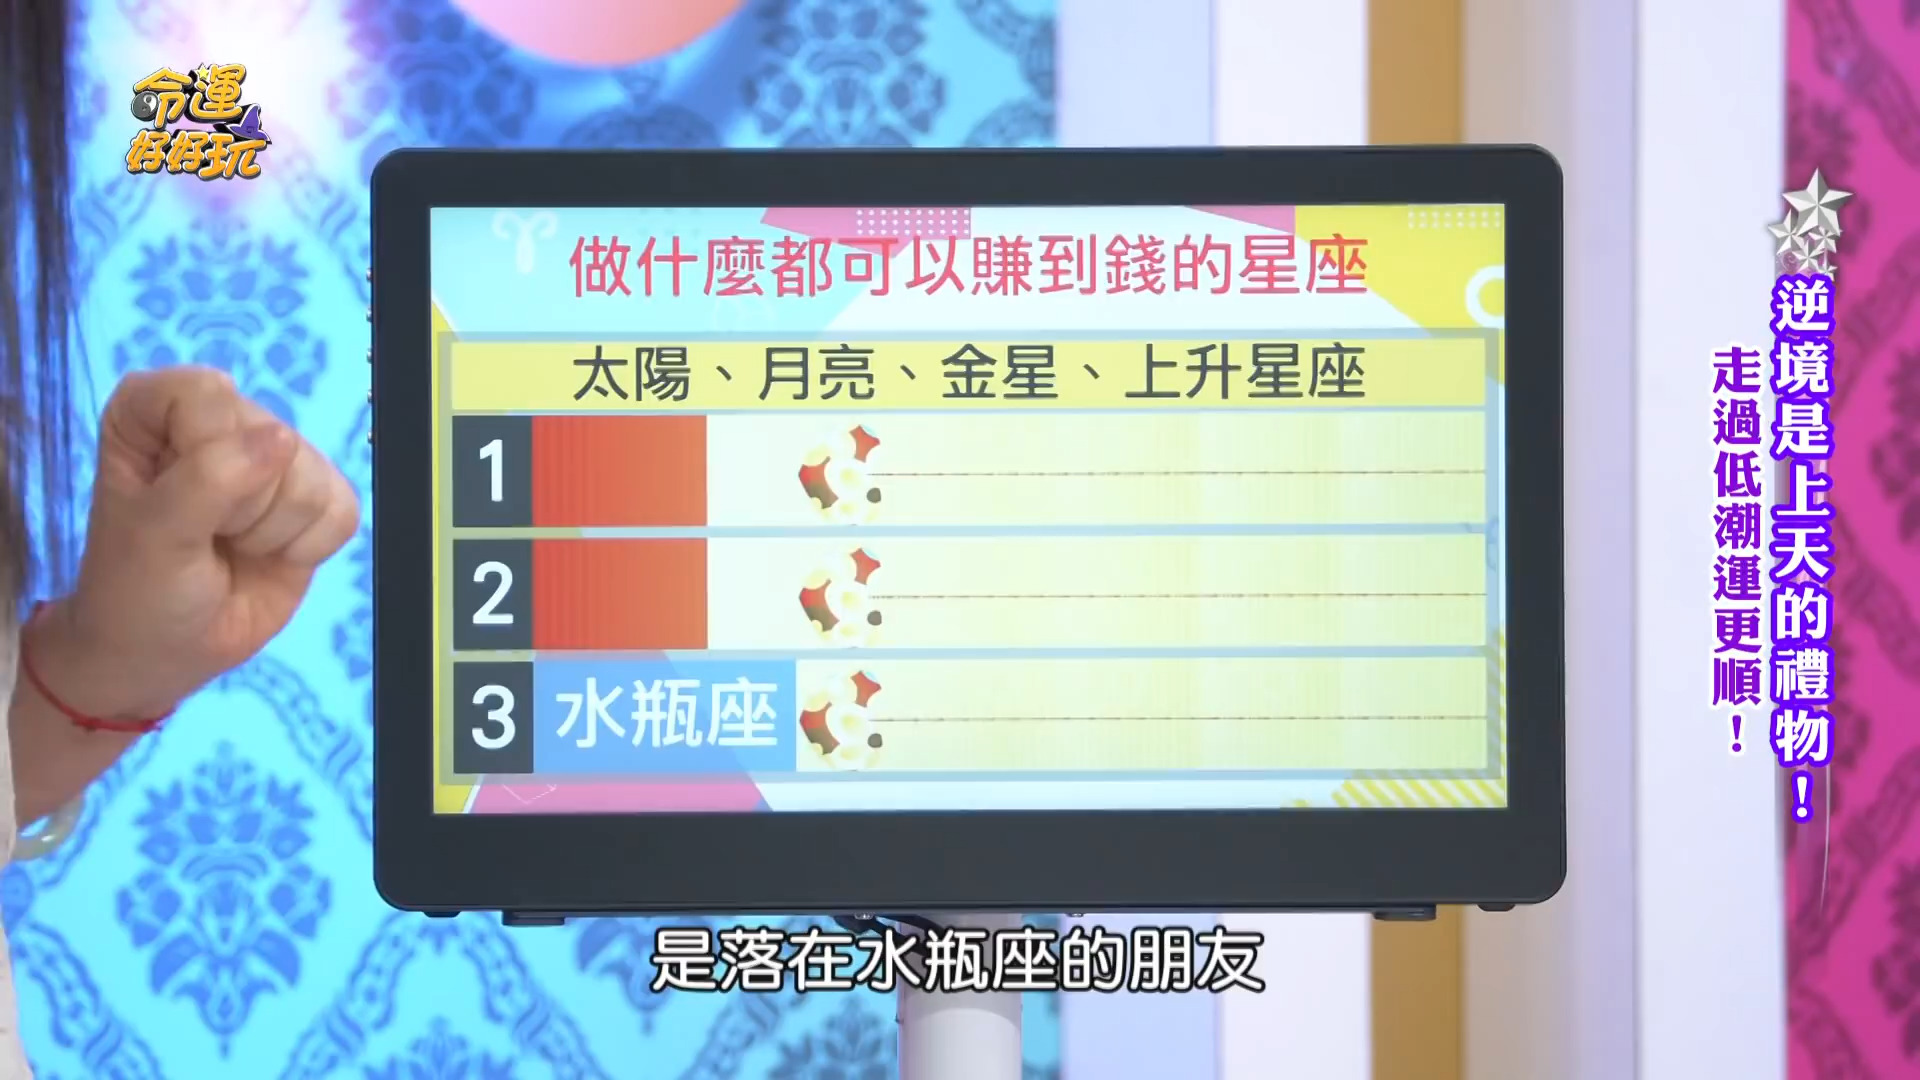 命運
好好玩
做什麼都可以賺到錢的星座
太陽、月亮、金星、上升星座
1
2
3 水瓶座
逆境是上天的禮物！
走過低潮運更順！
是落在水瓶座的朋友